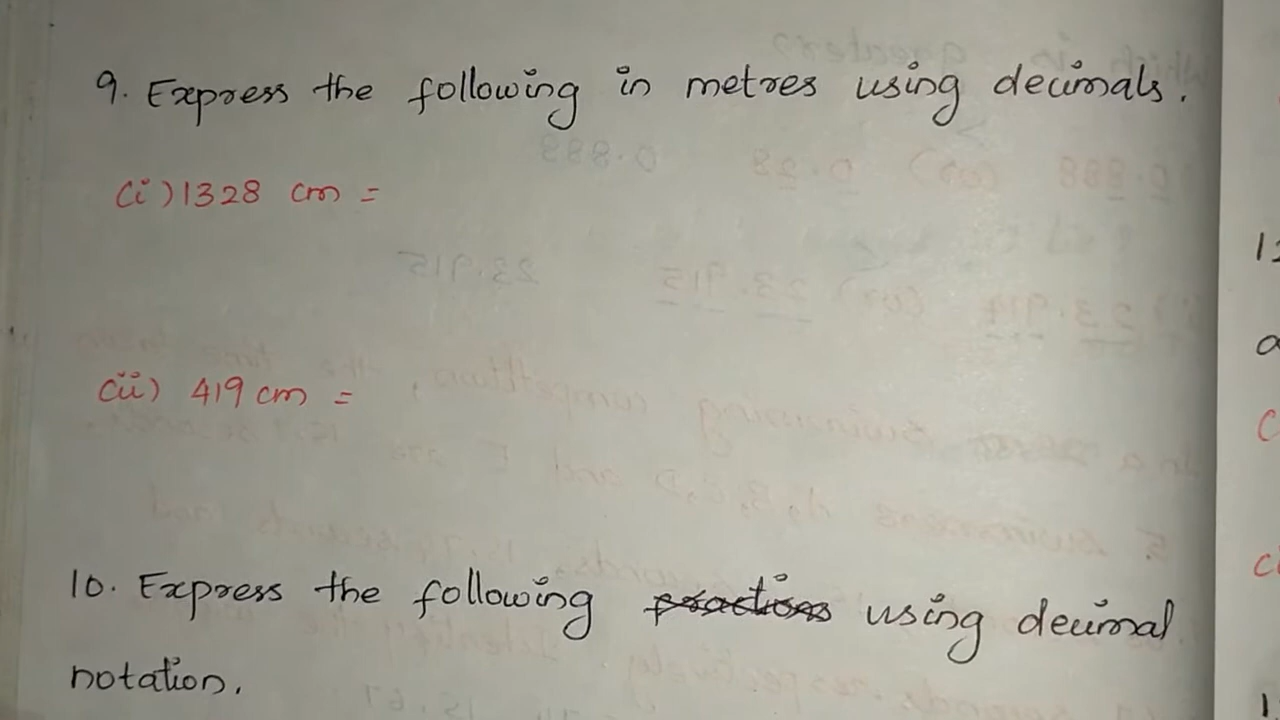 9. Express the following in metres using decimals.
(i) 1328 cm =
(ii) 419 cm =
10. Express the following using decimal
notation.